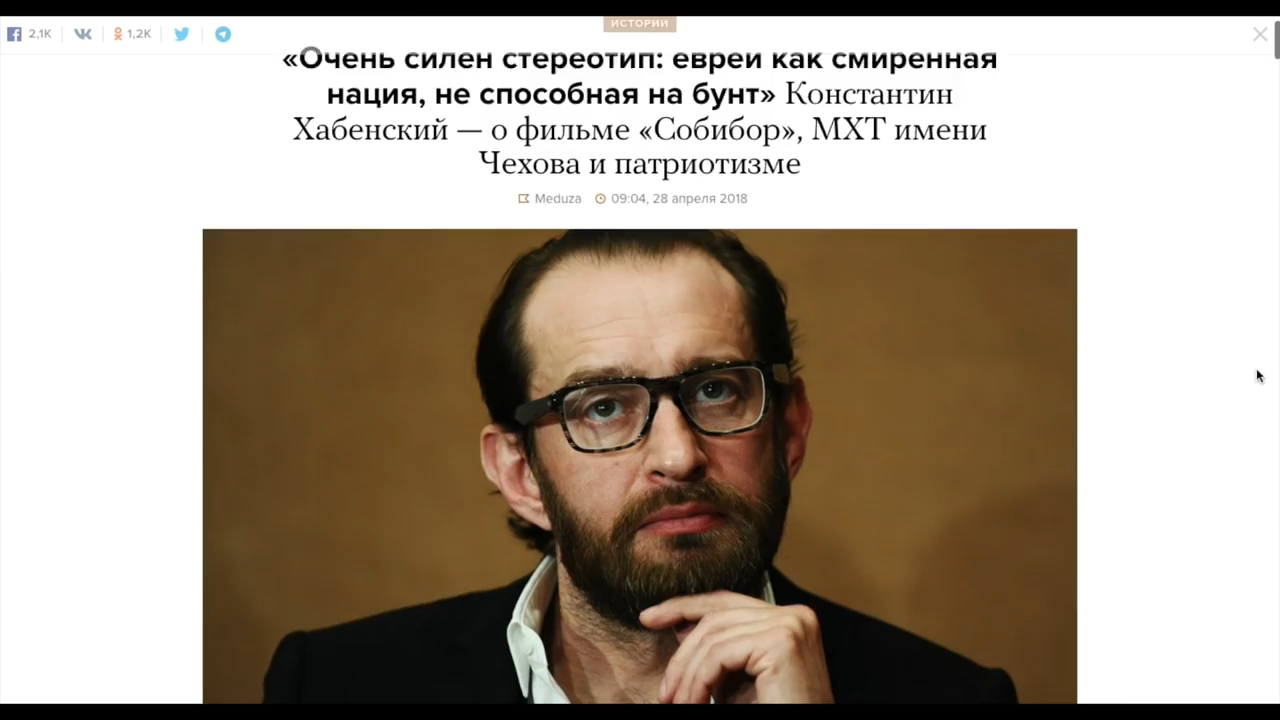 ИСТОРИИ
2,1K
1,2K
«Очень силен стереотип: евреи как смиренная
нация, не способная на бунт» Константин
Хабенский — о фильме «Собибор», МХТ имени
Чехова и патриотизме
Meduza 09:04, 28 апреля 2018